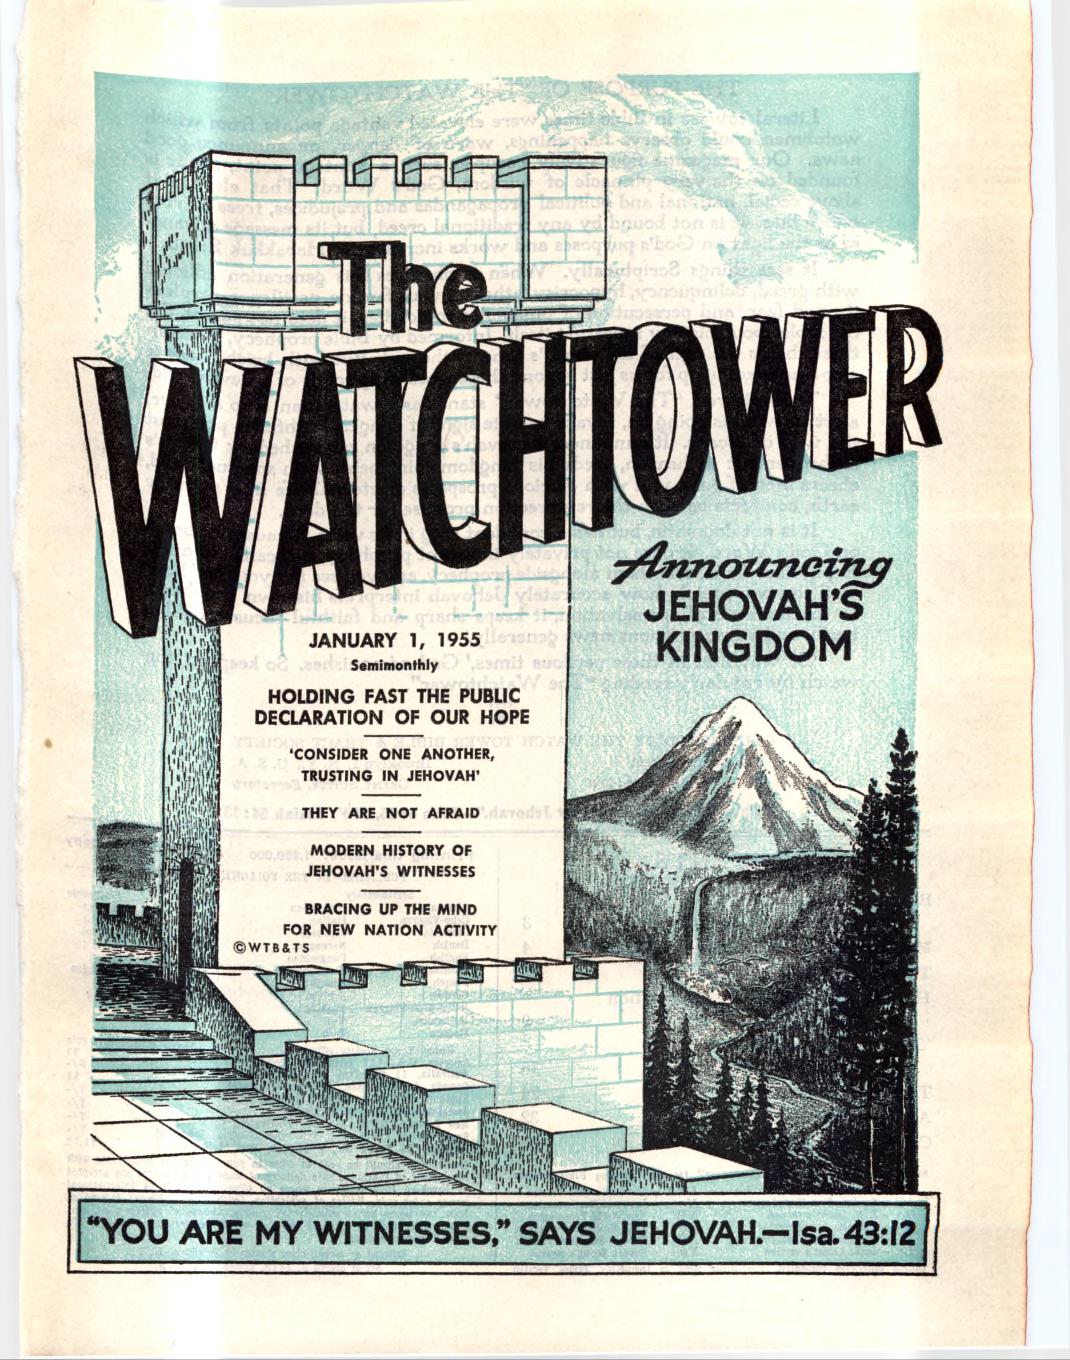 The
WATCHTOWER
Announcing
JEHOVAH'S
KINGDOM
JANUARY 1, 1955
Semimonthly
HOLDING FAST THE PUBLIC
DECLARATION OF OUR HOPE
‘CONSIDER ONE ANOTHER,
TRUSTING IN JEHOVAH’
THEY ARE NOT AFRAID
MODERN HISTORY OF
JEHOVAH'S WITNESSES
BRACING UP THE MIND
FOR NEW NATION ACTIVITY
©WTB&TS
“YOU ARE MY WITNESSES,” SAYS JEHOVAH.—Isa. 43:12